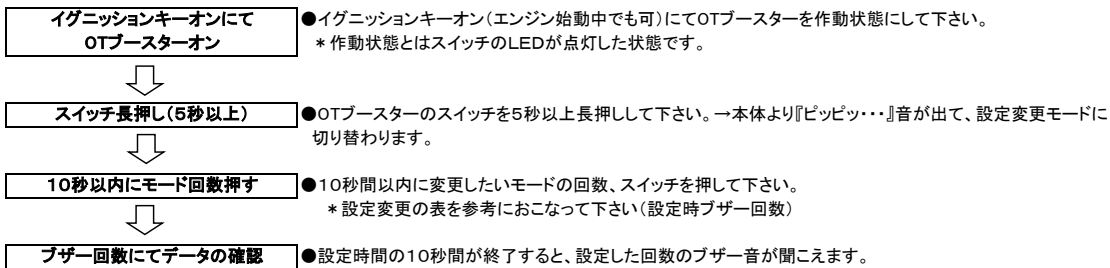 イグニッションキーオンにて
OTブースターオン
●イグニッションキーオン(エンジン始動中でも可)にてOTブースターを作動状態にして下さい。
*作動状態とはスイッチのLEDが点灯した状態です。
スイッチ長押し(5秒以上)
●OTブースターのスイッチを5秒以上長押しして下さい。→本体より『ピッピッ・・・』音が出て、設定変更モードに
切り替わります。
10秒以内にモード回数押す
●10秒間以内に変更したいモードの回数、スイッチを押して下さい。
*設定変更の表を参考におこなって下さい(設定時ブザー回数)
ブザー回数にてデータの確認
●設定時間の10秒間が終了すると、設定した回数のブザー音が聞こえます。